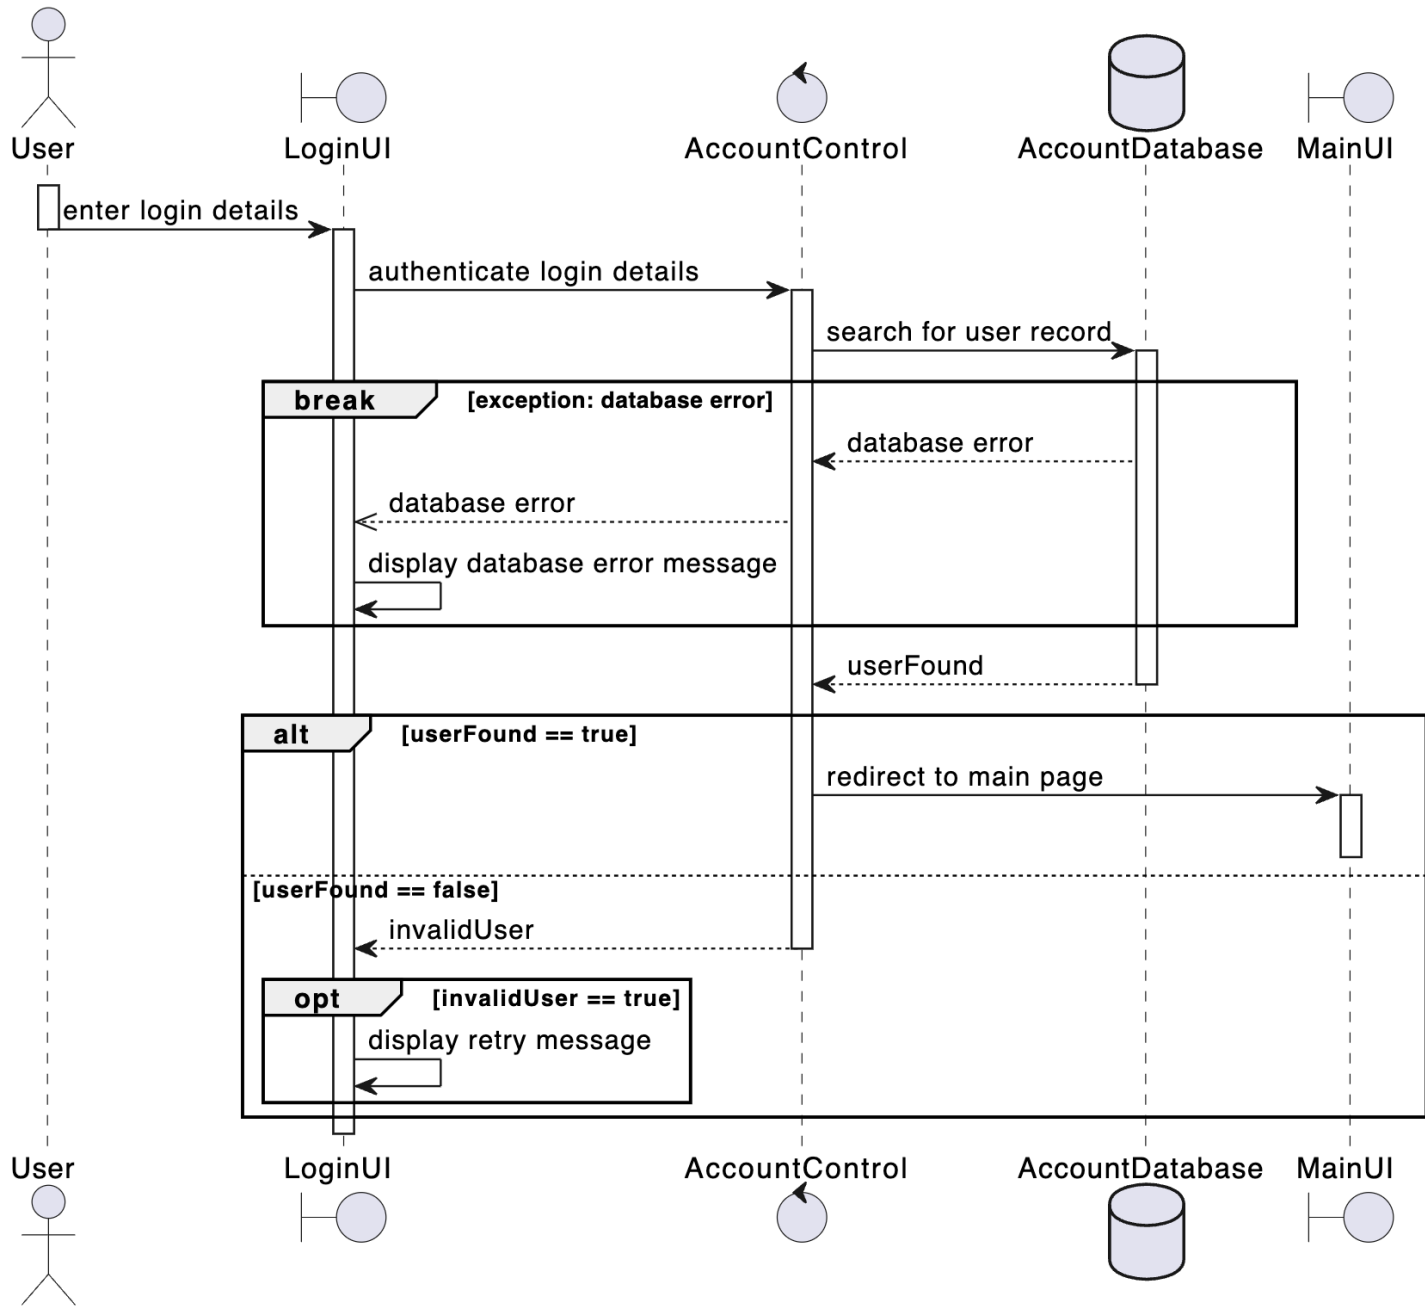 User
LoginUI
AccountControl
AccountDatabase
MainUI
enter login details
authenticate login details
search for user record
break
[exception: database error]
database error
database error
display database error message
userFound
alt
[userFound == true]
redirect to main page
[userFound == false]
invalidUser
opt
[invalidUser == true]
display retry message
User
LoginUI
AccountControl
AccountDatabase
MainUI